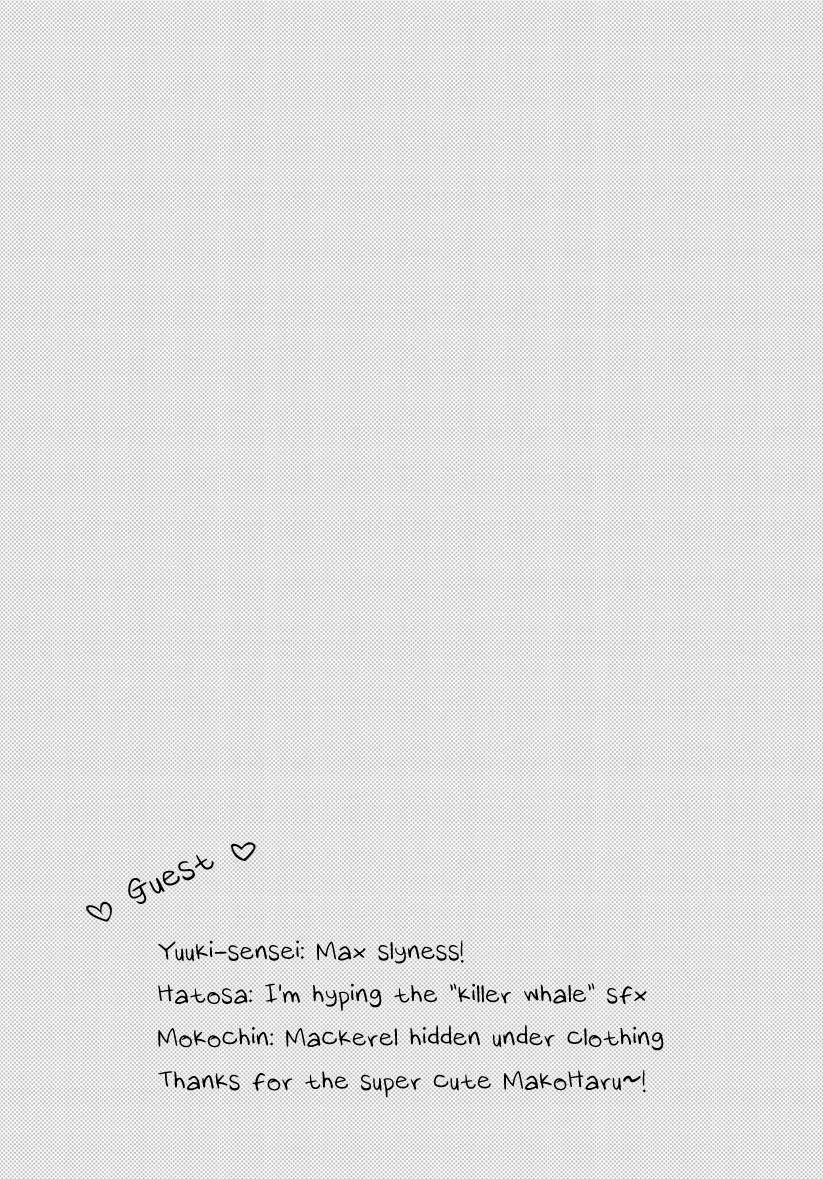 ♡ Guest ♡
Yuuki-sensei: Max slyness!
Hatosa: I'm hyping the "killer whale" sfx
Mokochin: Mackerel hidden under clothing
Thanks for the super cute MakoHaru~!